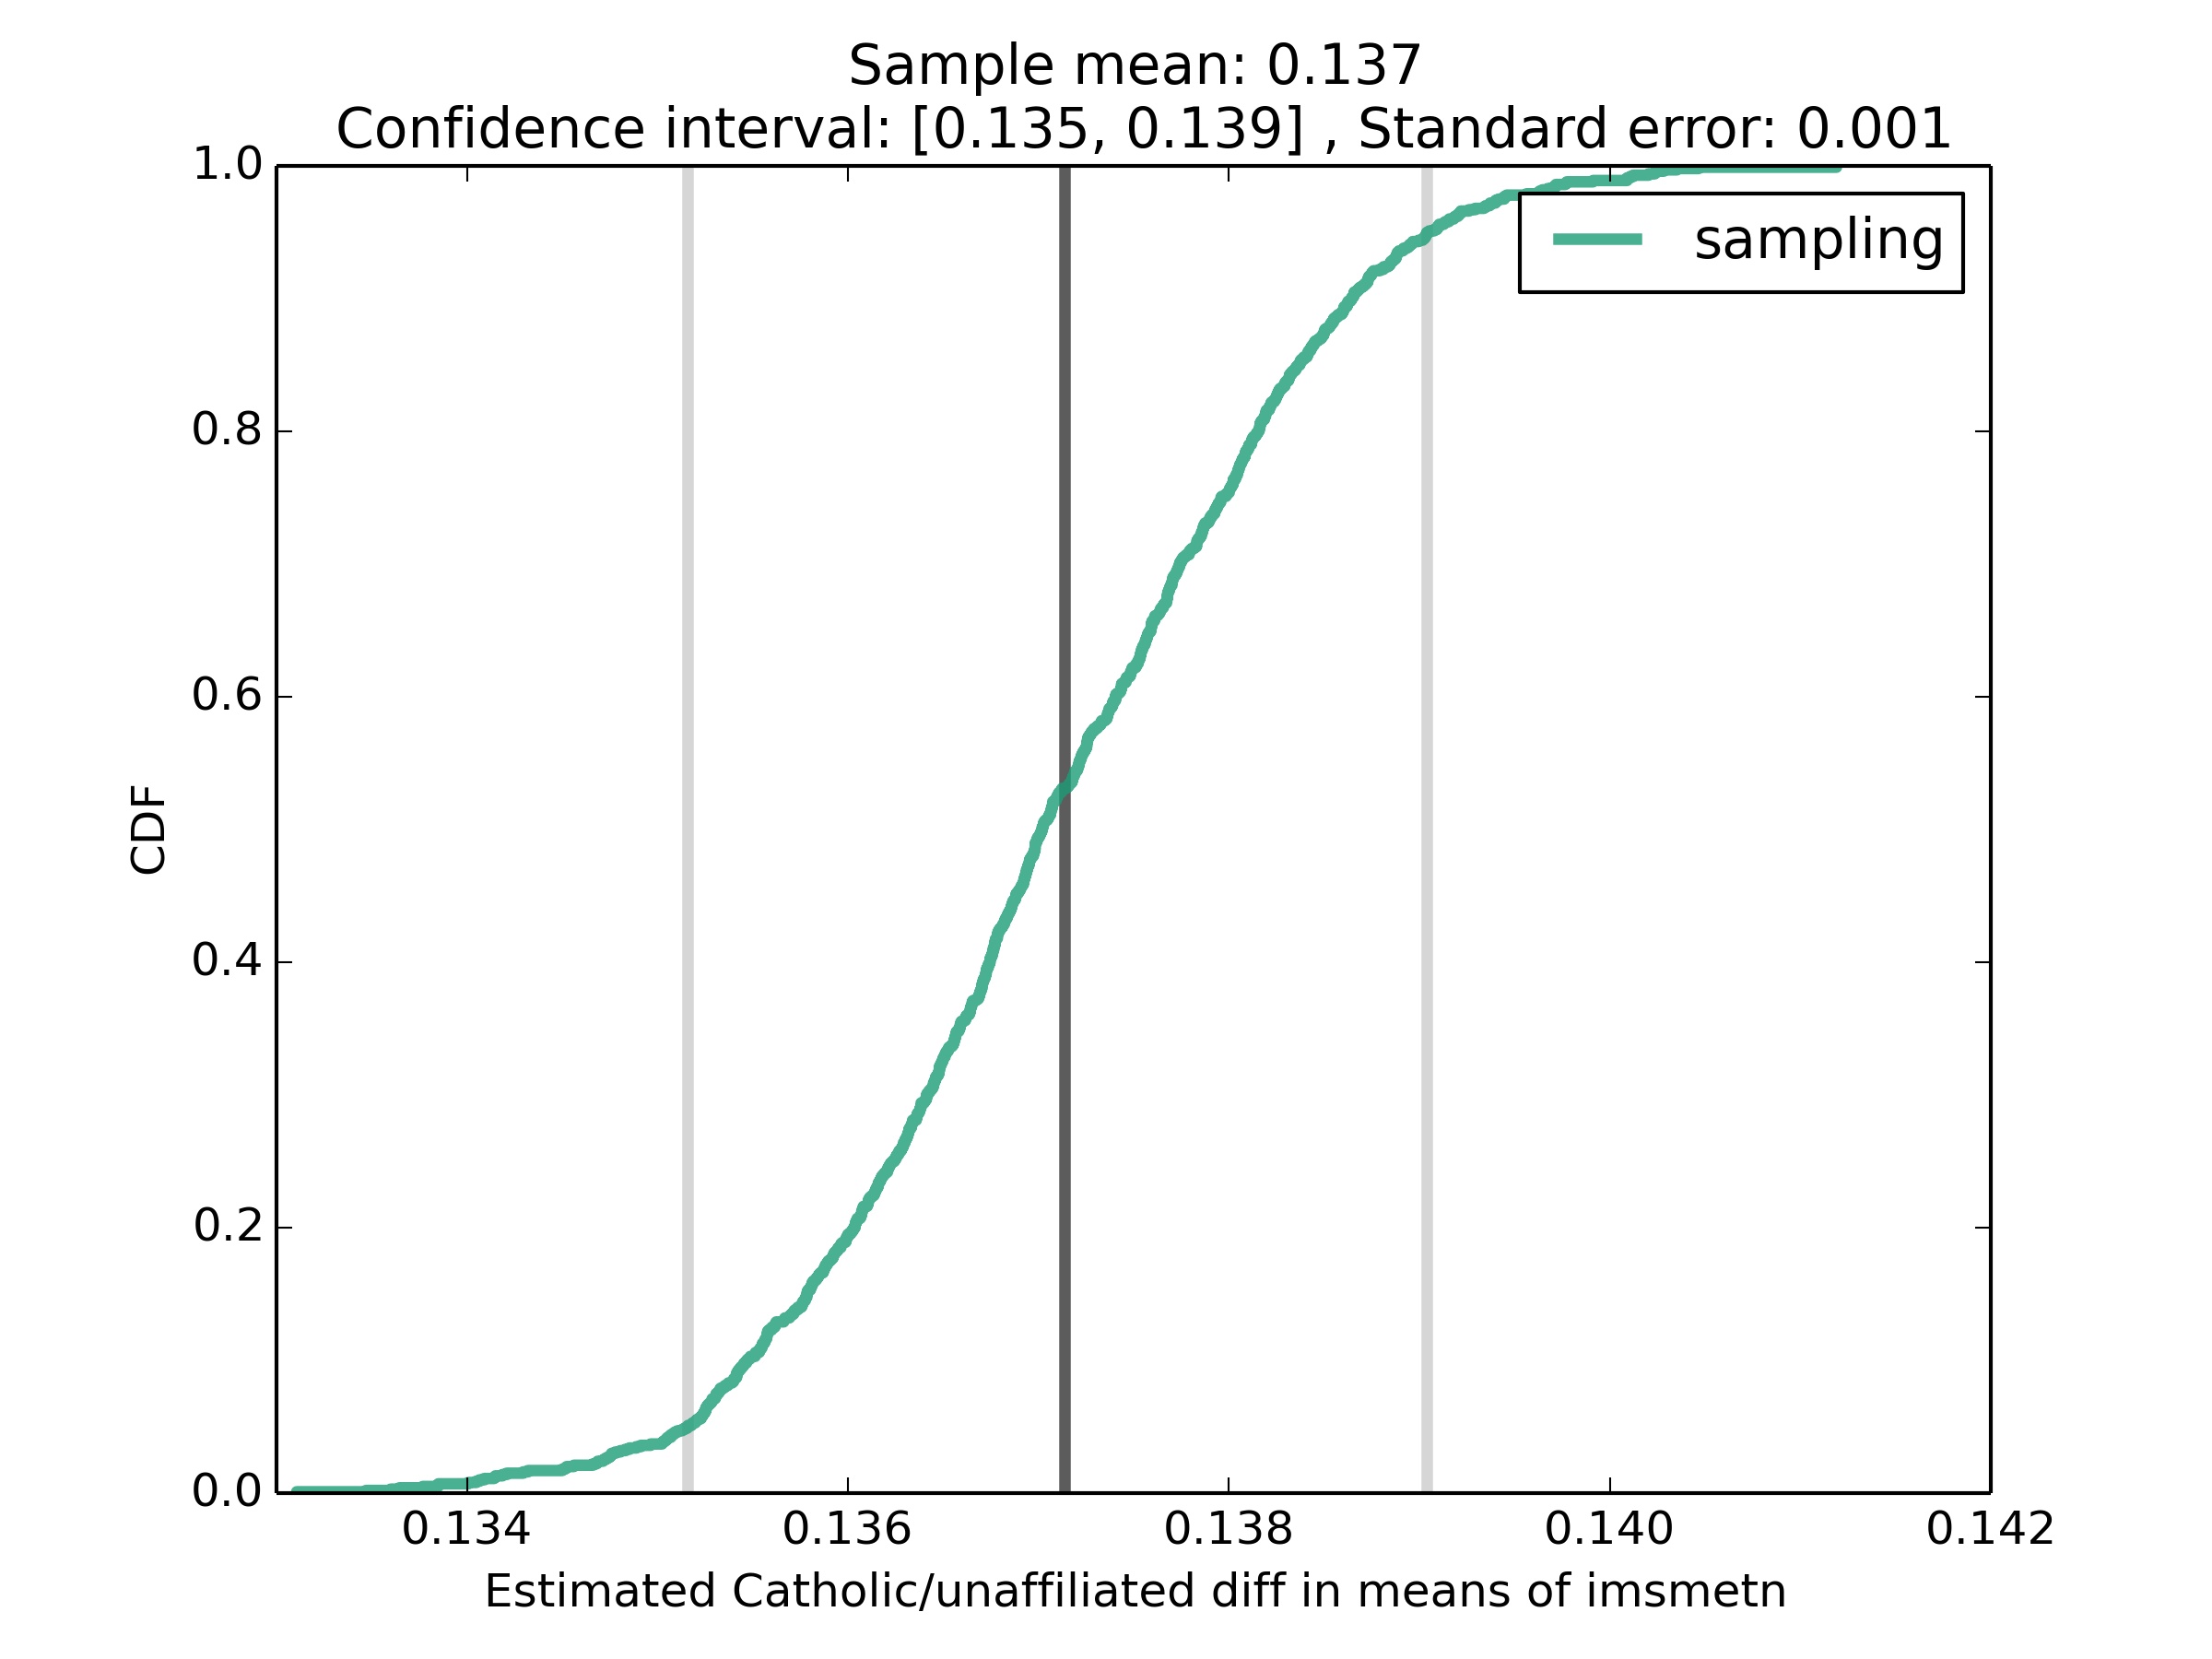 Sample mean: 0.137
Confidence interval: [0.135, 0.139] , Standard error: 0.001
1.0
sampling
0.8
0.6
CDF
0.4
0.2
0.0
0.134 0.136 0.138 0.140 0.142
Estimated Catholic/unaffiliated diff in means of imsmetn